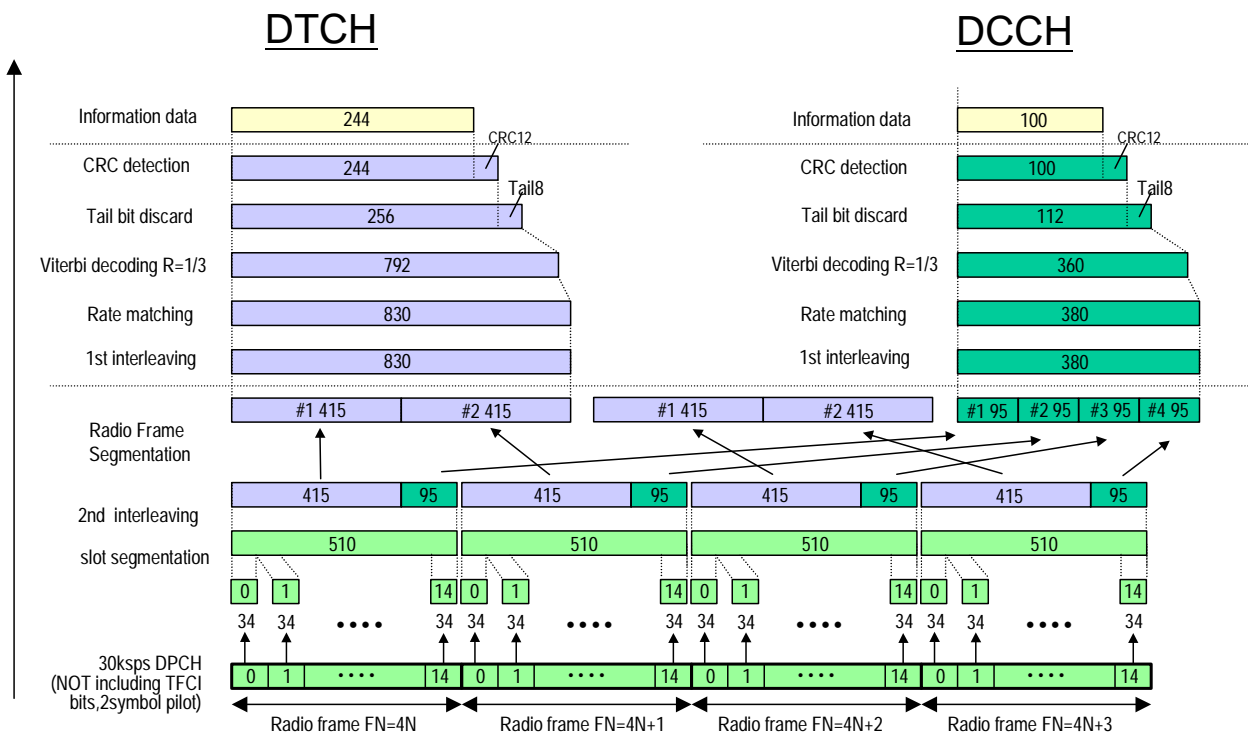 DTCH DCCH
Information data 244 Information data 100
CRC12 CRC12
CRC detection 244 CRC detection 100
Tail8 Tail8
Tail bit discard 256 Tail bit discard 112
Viterbi decoding R=1/3 792 Viterbi decoding R=1/3 360
Rate matching 830 Rate matching 380
1st interleaving 830 1st interleaving 380
#1 415 #2 415 #1 415 #2 415 #1 95 #2 95 #3 95 #4 95
Radio Frame
Segmentation
415 95 415 95 415 95 415 95
2nd interleaving
510 510 510 510
slot segmentation
0 1 14 0 1 14 0 1 14 0 1 14
34 34 •••• 34 34 34 •••• 34 34 34 •••• 34 34 34 •••• 34
30ksps DPCH
(NOT including TFCI
bits,2symbol pilot)
0 1 •••• 14 0 1 •••• 14 0 1 •••• 14 0 1 •••• 14
Radio frame FN=4N Radio frame FN=4N+1 Radio frame FN=4N+2 Radio frame FN=4N+3